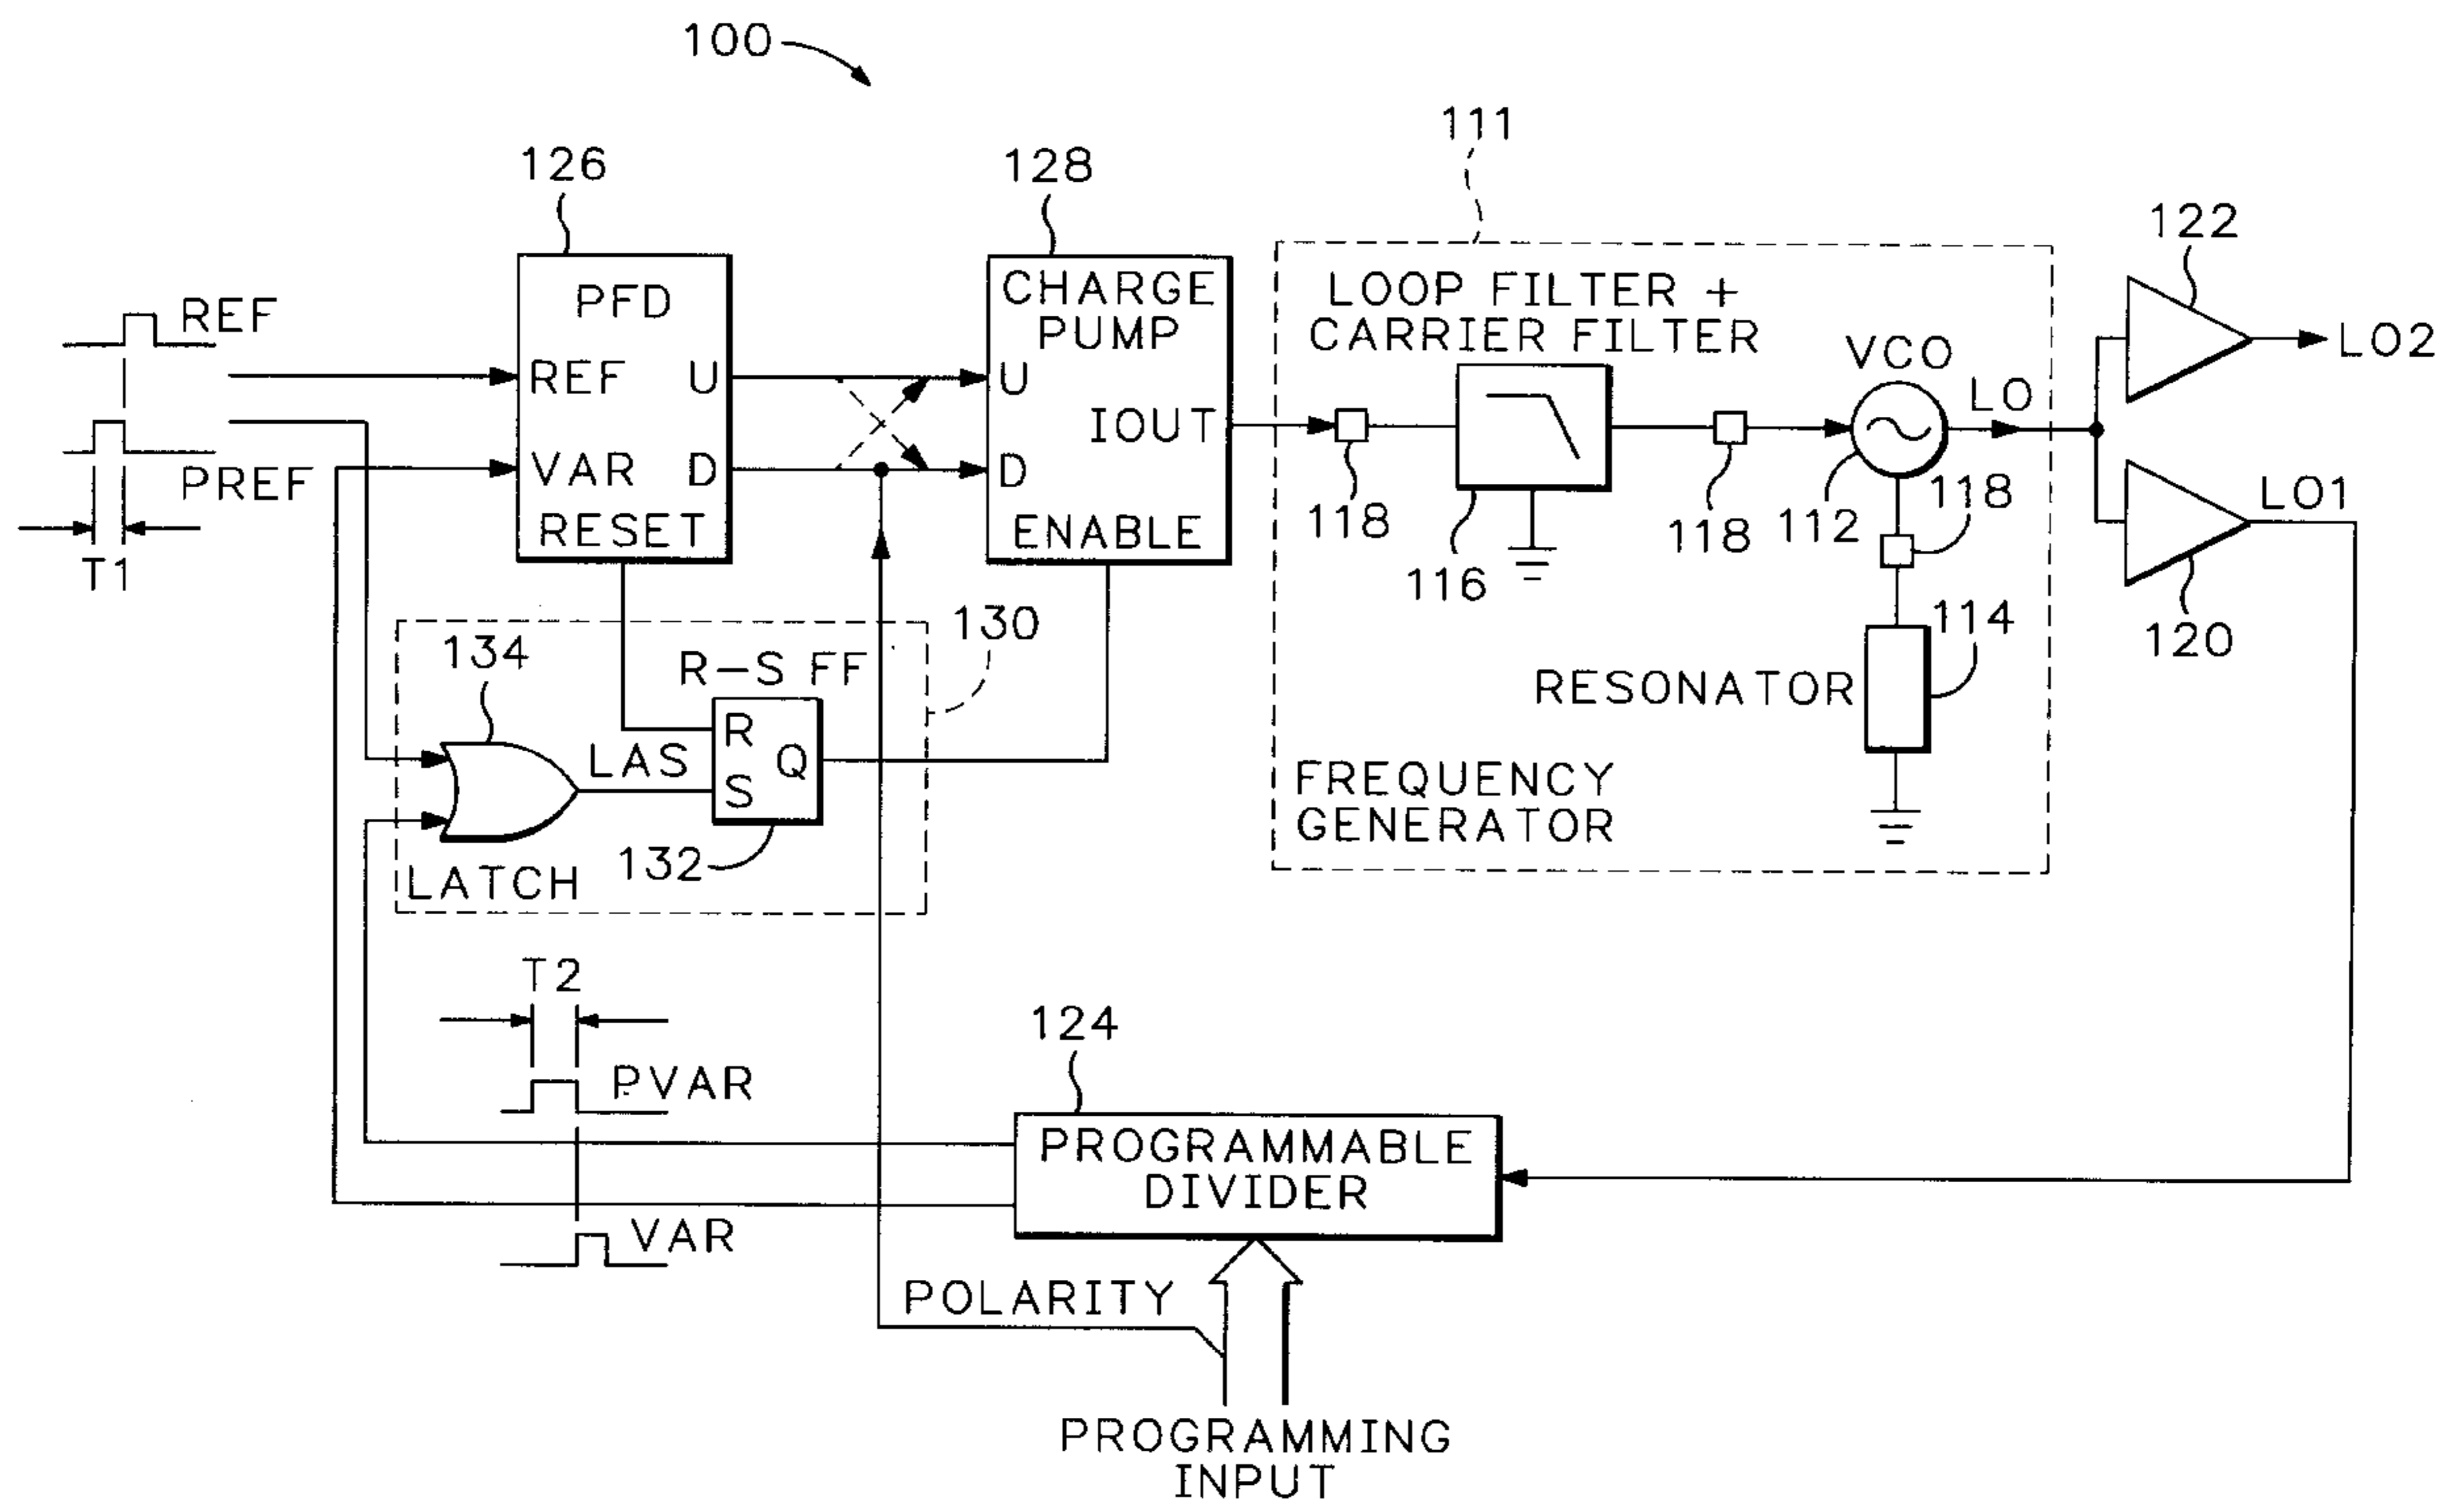 100
111
126
128
122
REF
PFD
CHARGE
PUMP
LOOP FILTER +
CARRIER FILTER
VCO
LO2
REF U
U
LO
IOUT
PREF
VAR D
D
118
118
112
118
LO1
RESET
ENABLE
T1
116
130
114
120
134
R-S FF
RESONATOR
R
LAS
Q
S
FREQUENCY
GENERATOR
132
LATCH
T2
124
PVAR
PROGRAMMABLE
DIVIDER
VAR
POLARITY
PROGRAMMING
INPUT